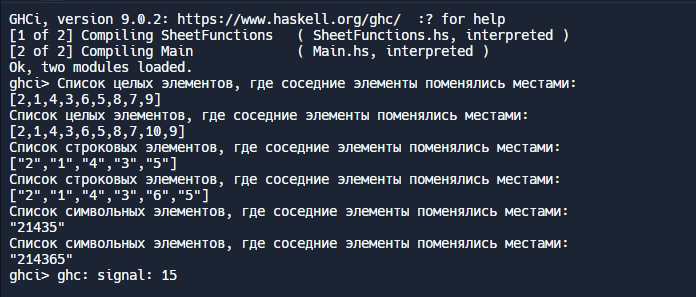 GHCi, version 9.0.2: https://www.haskell.org/ghc/  :? for help
[1 of 2] Compiling SheetFunctions   ( SheetFunctions.hs, interpreted )
[2 of 2] Compiling Main             ( Main.hs, interpreted )
Ok, two modules loaded.
ghci> Список целых элементов, где соседние элементы поменялись местами:
[2,1,4,3,6,5,8,7,9]
Список целых элементов, где соседние элементы поменялись местами:
[2,1,4,3,6,5,8,7,10,9]
Список строковых элементов, где соседние элементы поменялись местами:
["2","1","4","3","5"]
Список строковых элементов, где соседние элементы поменялись местами:
["2","1","4","3","6","5"]
Список символьных элементов, где соседние элементы поменялись местами:
"21435"
Список символьных элементов, где соседние элементы поменялись местами:
"214365"
ghci> ghc: signal: 15